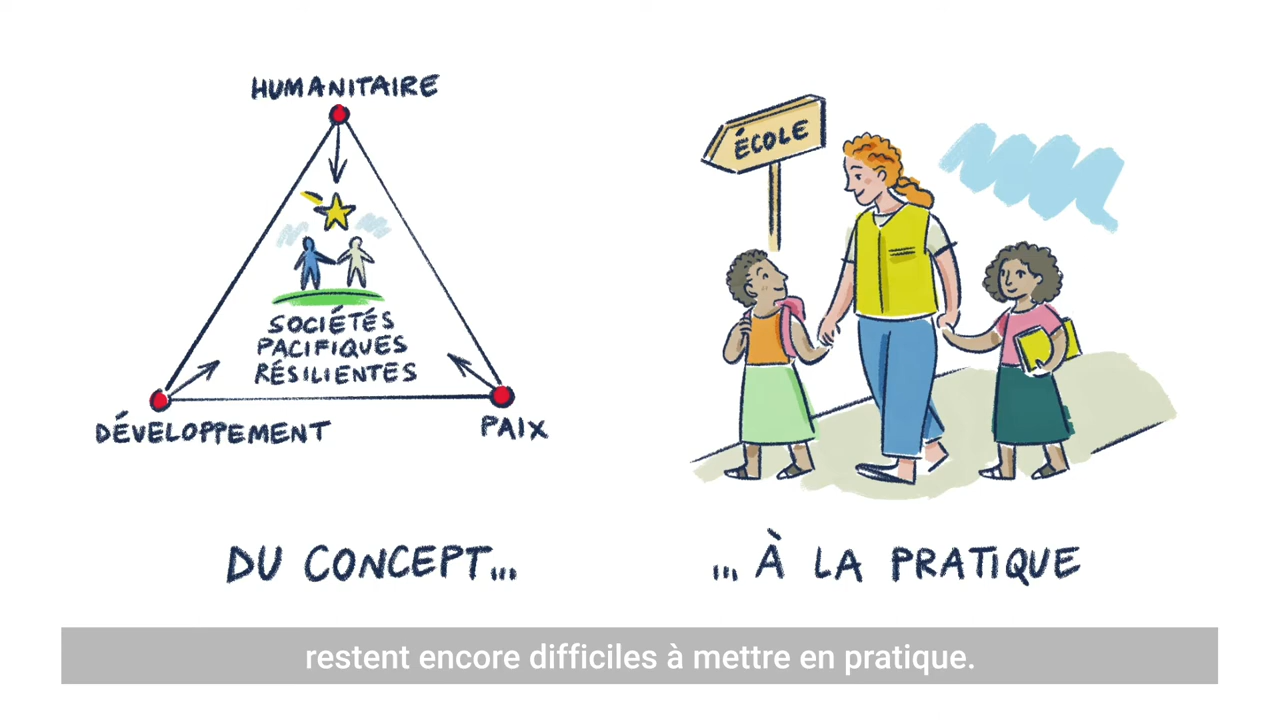 HUMANITAIRE
SOCIÉTÉS
PACIFIQUES
RÉSILIENTES
DÉVELOPPEMENT
PAIX
DU CONCEPT...
ÉCOLE
... À LA PRATIQUE
restent encore difficiles à mettre en pratique.